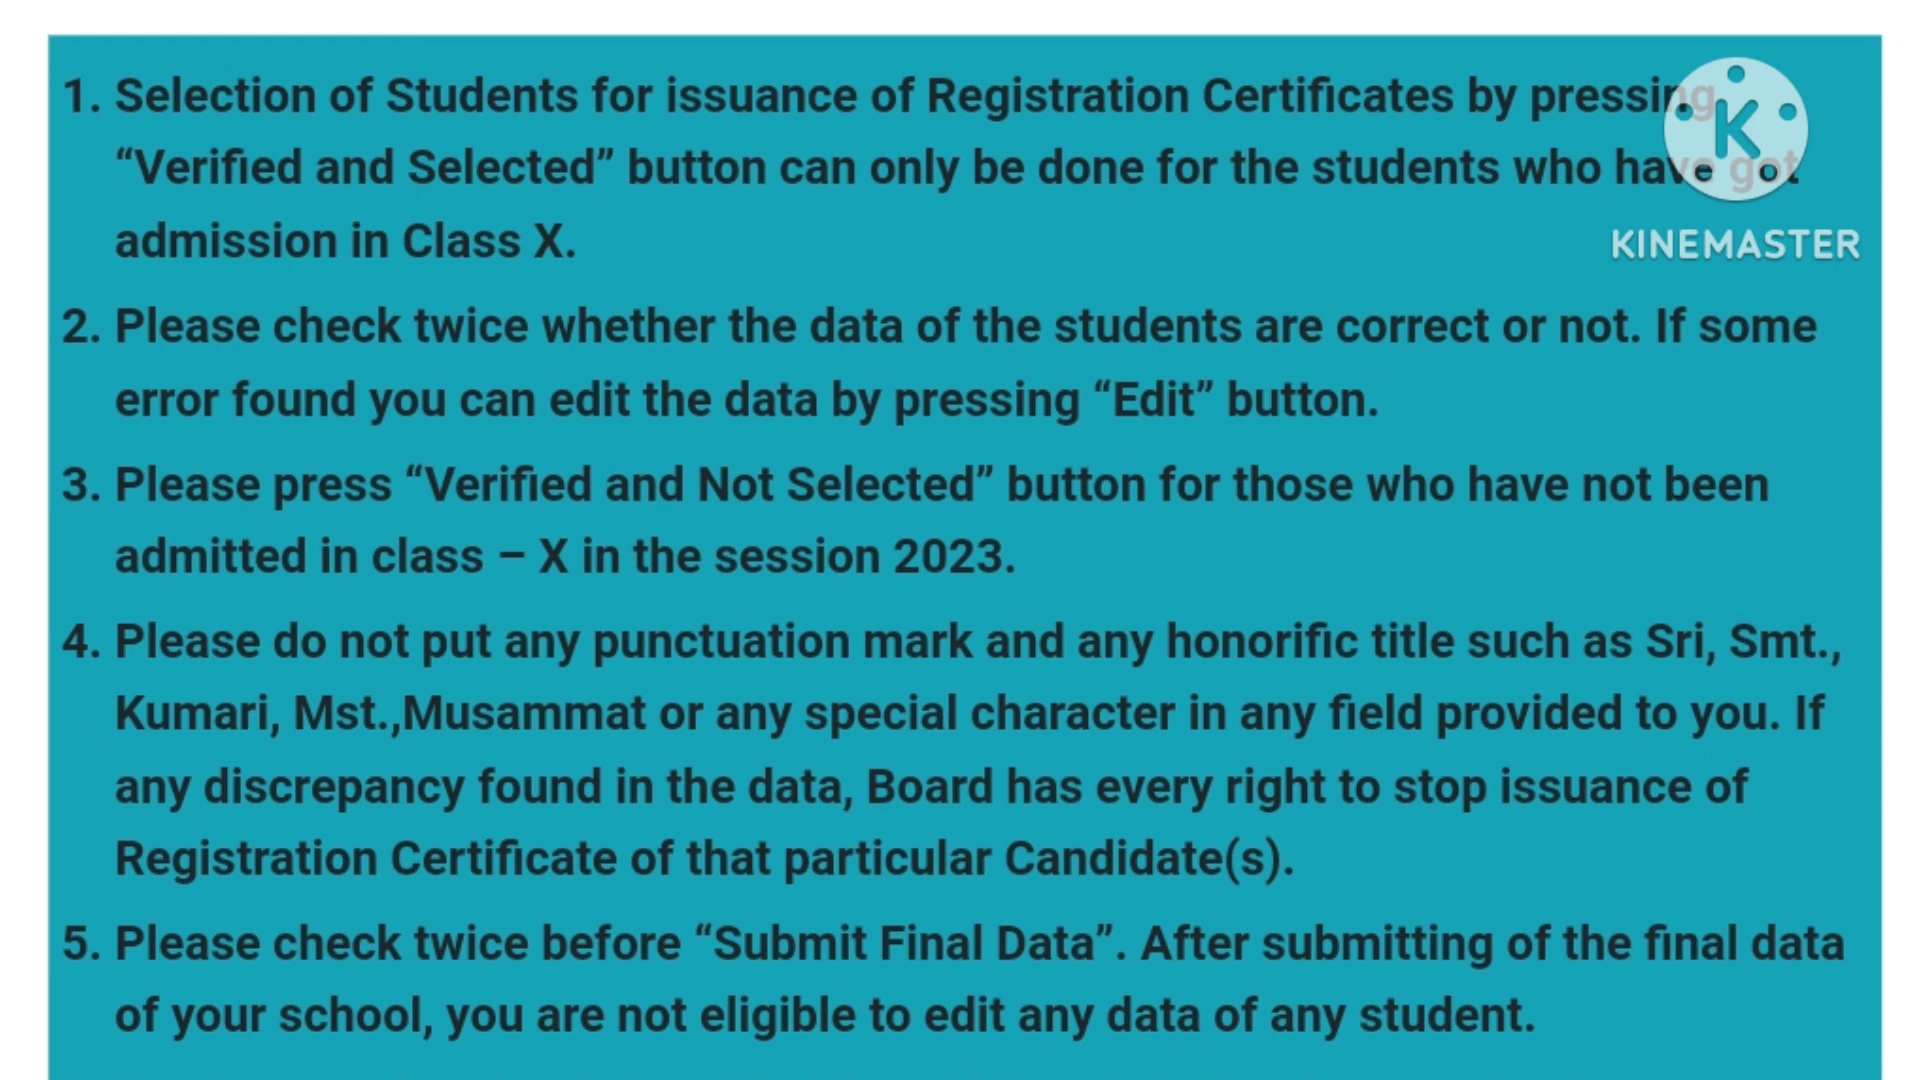 1. Selection of Students for issuance of Registration Certificates by pressing
“Verified and Selected” button can only be done for the students who have got
admission in Class X.
K
KINEMASTER
2. Please check twice whether the data of the students are correct or not. If some
error found you can edit the data by pressing “Edit” button.
3. Please press “Verified and Not Selected” button for those who have not been
admitted in class – X in the session 2023.
4. Please do not put any punctuation mark and any honorific title such as Sri, Smt.,
Kumari, Mst.,Musammat or any special character in any field provided to you. If
any discrepancy found in the data, Board has every right to stop issuance of
Registration Certificate of that particular Candidate(s).
5. Please check twice before “Submit Final Data”. After submitting of the final data
of your school, you are not eligible to edit any data of any student.